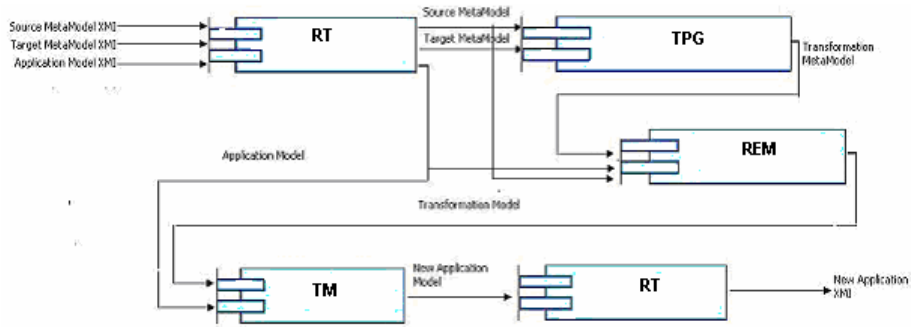 Source MetaModel XMI
Target MetaModel XMI
Application Model XMI
RT
Source MetaModel
Target MetaModel
TPG
Transformation
MetaModel
Application Model
REM
Transformation Model
TM
New Application
Model
RT
New Application
XMI